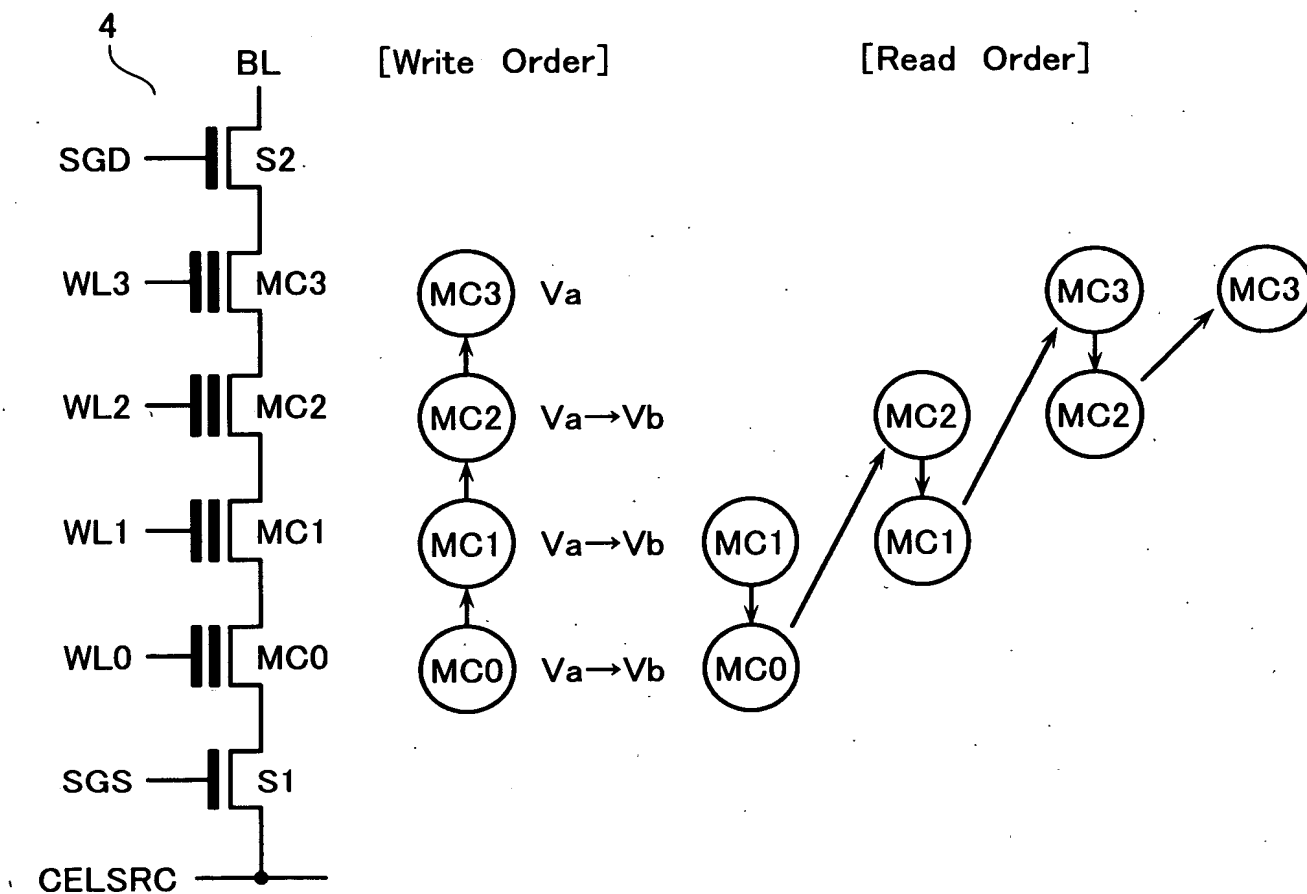 4
BL [Write Order] [Read Order]
SGD S2
WL3 MC3 MC3 Va MC3 MC3
WL2 MC2 MC2 Va→Vb MC2 MC2
WL1 MC1 MC1 Va→Vb MC1 MC1
WL0 MC0 MC0 Va→Vb MC0
SGS S1
CELSRC